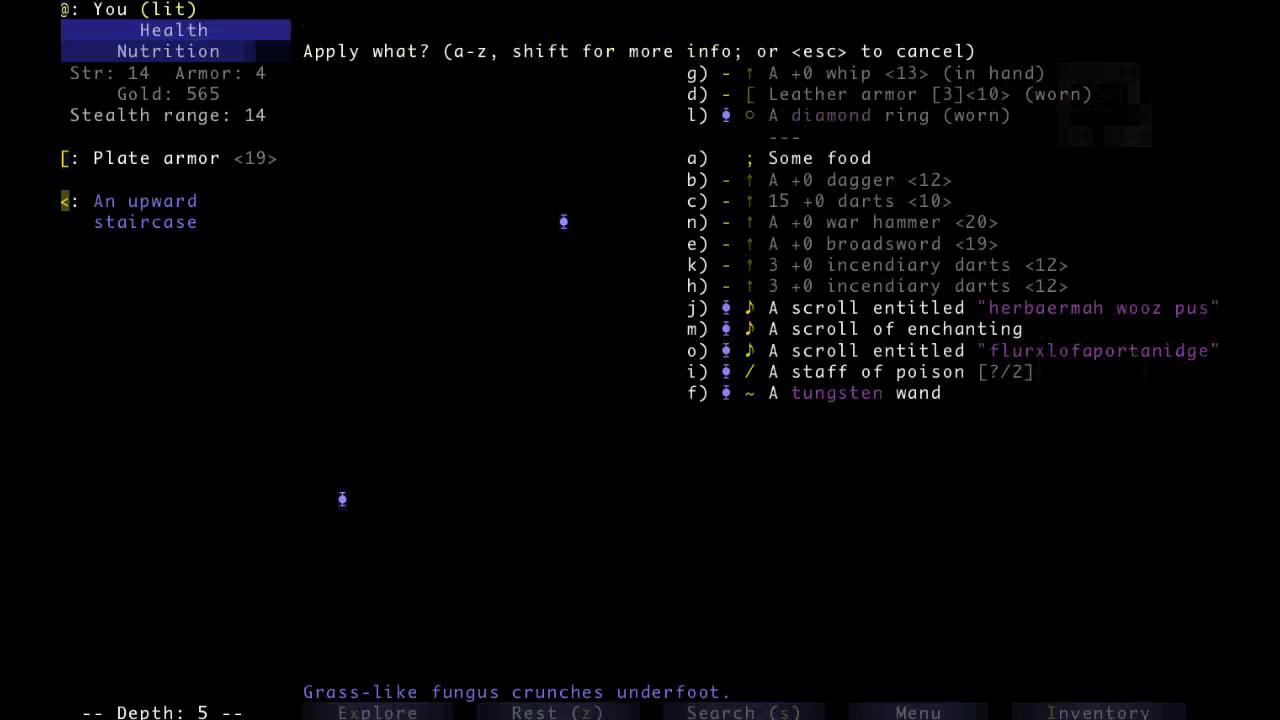 @: You (lit)
Health
Nutrition
Str: 14 Armor: 4
Gold: 565
Stealth range: 14
[: Plate armor <19>
<: An upward
staircase
Apply what? (a-z, shift for more info; or <esc> to cancel)
g) - ↑ A +0 whip <13> (in hand)
d) - [ Leather armor [3]<10> (worn)
l) ○ A diamond ring (worn)
---
a) ; Some food
b) - ↑ A +0 dagger <12>
c) - ↑ 15 +0 darts <10>
n) - ↑ A +0 war hammer <20>
e) - ↑ A +0 broadsword <19>
k) - ↑ 3 +0 incendiary darts <12>
h) - ↑ 3 +0 incendiary darts <12>
j) ♪ A scroll entitled "herbaermah wooz pus"
m) ♪ A scroll of enchanting
o) ♪ A scroll entitled "flurxlofaportanidge"
i) / A staff of poison [?/2]
f) ~ A tungsten wand
Grass-like fungus crunches underfoot.
-- Depth: 5 -- Explore Rest (z) Search (s) Menu Inventory